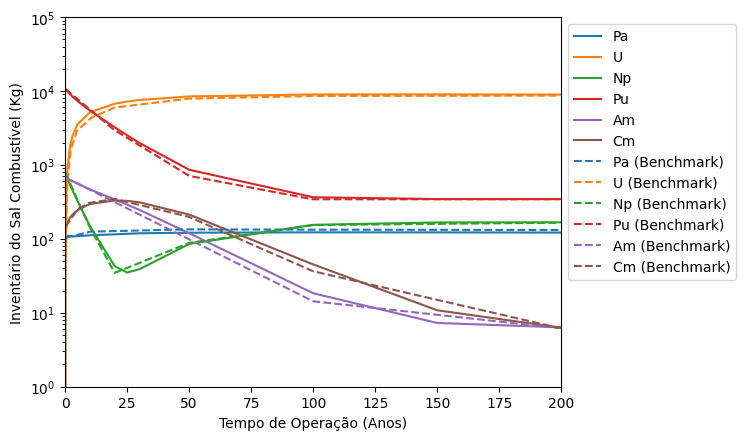 10^5
10^4
10^3
10^2
10^1
10^0
Inventário do Sal Combustível (Kg)
0 25 50 75 100 125 150 175 200
Tempo de Operação (Anos)
Pa
U
Np
Pu
Am
Cm
Pa (Benchmark)
U (Benchmark)
Np (Benchmark)
Pu (Benchmark)
Am (Benchmark)
Cm (Benchmark)